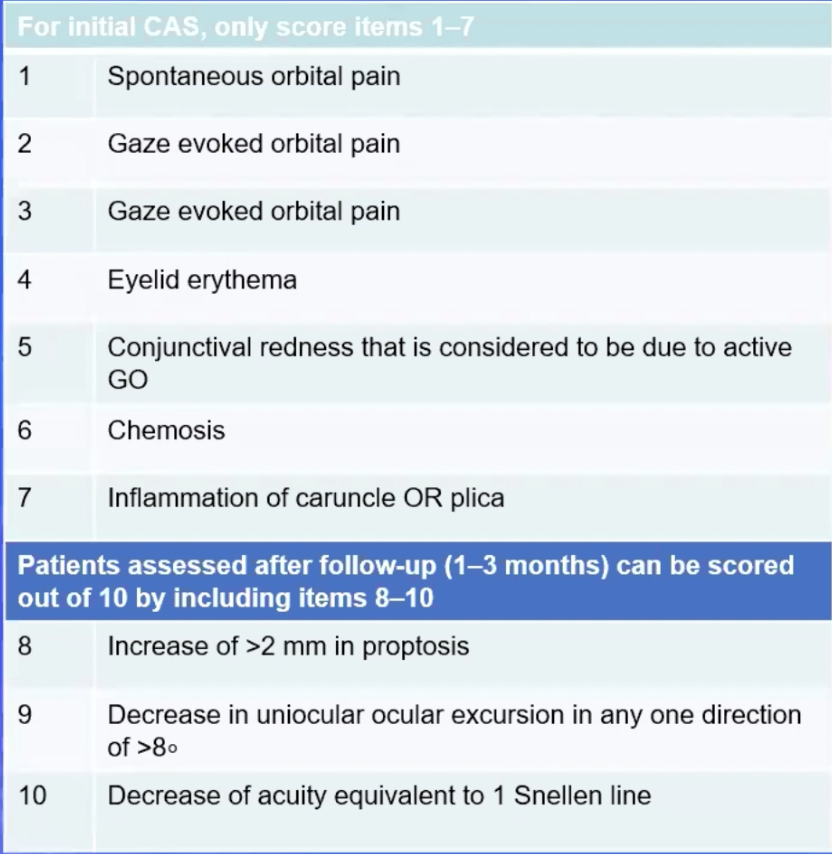 For initial CAS, only score items 1–7
1 Spontaneous orbital pain
2 Gaze evoked orbital pain
3 Gaze evoked orbital pain
4 Eyelid erythema
5 Conjunctival redness that is considered to be due to active
GO
6 Chemosis
7 Inflammation of caruncle OR plica
Patients assessed after follow-up (1–3 months) can be scored
out of 10 by including items 8–10
8 Increase of >2 mm in proptosis
9 Decrease in uniocular ocular excursion in any one direction
of >8○
10 Decrease of acuity equivalent to 1 Snellen line